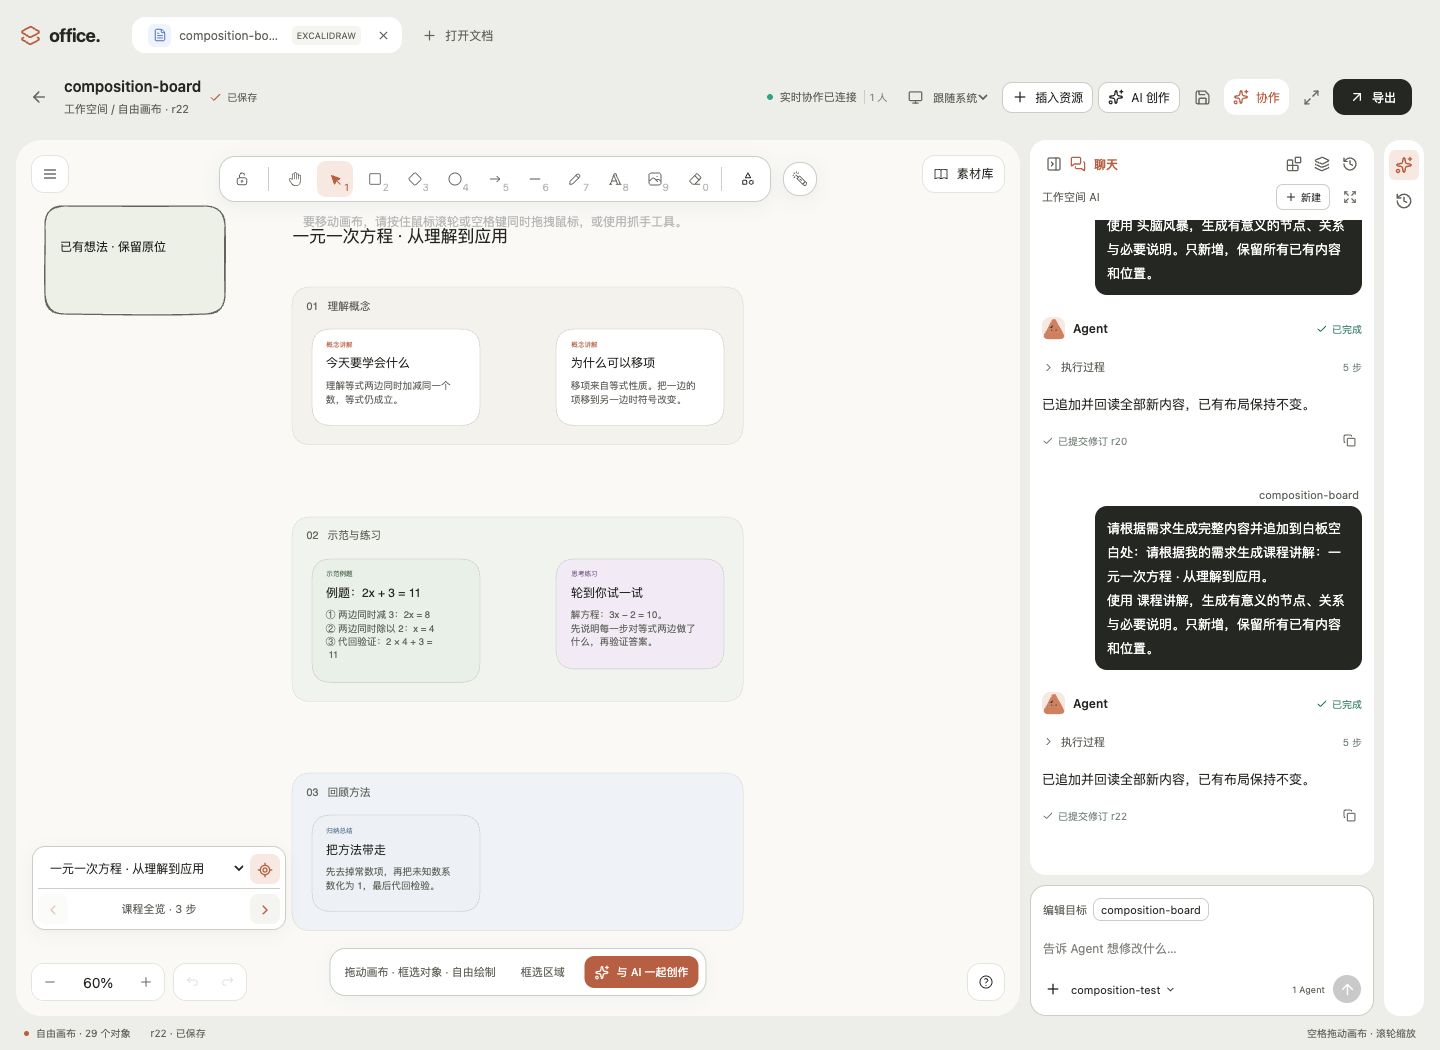 office.
composition-bo...
EXCALIDRAW
打开文档
composition-board
工作空间 / 自由画布 · r22
已保存
实时协作已连接
1 人
跟随系统
插入资源
AI 创作
协作
导出
1
2
3
4
5
6
7
8
9
0
素材库
要移动画布，请按住鼠标滚轮或空格键同时拖拽鼠标，或使用抓手工具。
一元一次方程 · 从理解到应用
已有想法 · 保留原位
01 理解概念
概念讲解
今天要学会什么
理解等式两边同时加减同一个
数，等式仍成立。
概念讲解
为什么可以移项
移项来自等式性质。把一边的
项移到另一边时符号改变。
02 示范与练习
示范例题
例题：2x + 3 = 11
① 两边同时减 3：2x = 8
② 两边同时除以 2：x = 4
③ 代回验证：2 × 4 + 3 =
11
思考练习
轮到你试一试
解方程：3x − 2 = 10。
先说明每一步对等式两边做了
什么，再验证答案。
03 回顾方法
归纳总结
把方法带走
先去掉常数项，再把未知数系
数化为 1，最后代回检验。
一元一次方程 · 从理解到应用
课程全览 · 3 步
60%
拖动画布 · 框选对象 · 自由绘制
框选区域
与 AI 一起创作
自由画布 · 29 个对象
r22 · 已保存
空格拖动画布 · 滚轮缩放
聊天
工作空间 AI
新建
使用 头脑风暴，生成有意义的节点、关系
与必要说明。只新增，保留所有已有内容
和位置。
Agent
已完成
执行过程
5 步
已追加并回读全部新内容，已有布局保持不变。
已提交修订 r20
composition-board
请根据需求生成完整内容并追加到白板空
白处：请根据我的需求生成课程讲解：一
元一次方程 · 从理解到应用。
使用 课程讲解，生成有意义的节点、关系
与必要说明。只新增，保留所有已有内容
和位置。
Agent
已完成
执行过程
5 步
已追加并回读全部新内容，已有布局保持不变。
已提交修订 r22
编辑目标
composition-board
告诉 Agent 想修改什么...
composition-test
1 Agent